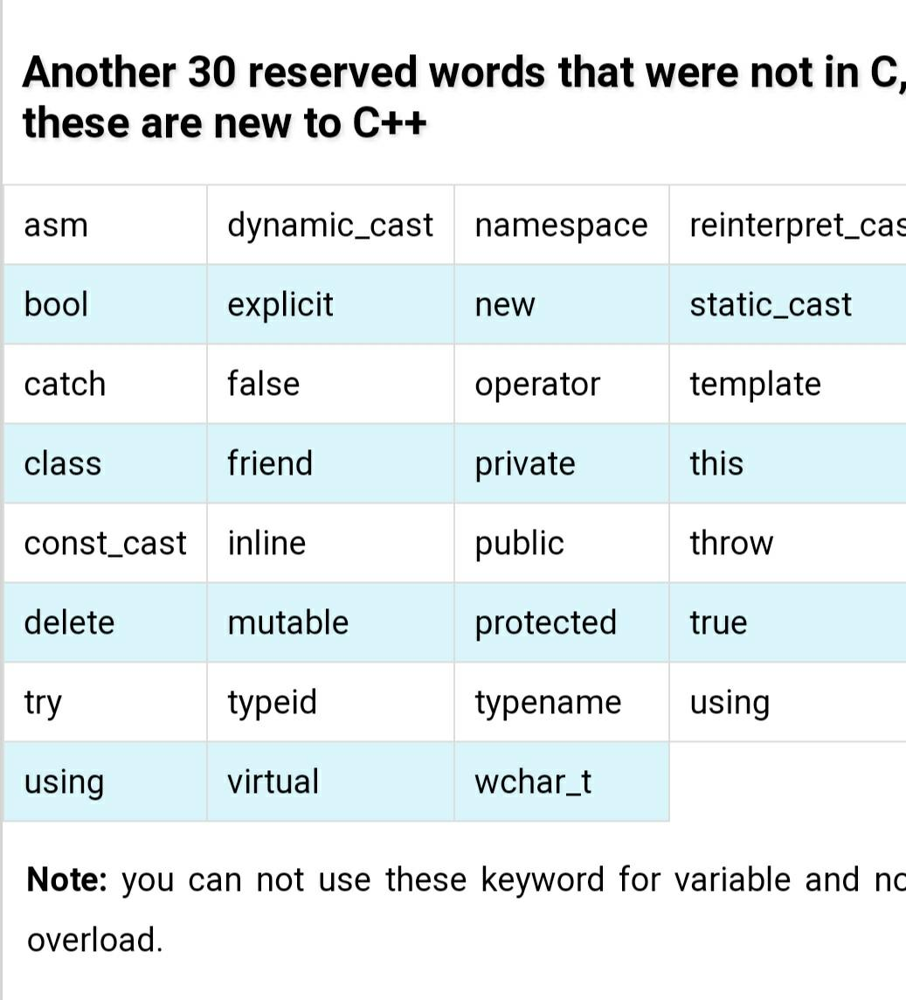 Another 30 reserved words that were not in C,
these are new to C++
asm dynamic_cast namespace reinterpret_cas
bool explicit new static_cast
catch false operator template
class friend private this
const_cast inline public throw
delete mutable protected true
try typeid typename using
using virtual wchar_t
Note: you can not use these keyword for variable and no
overload.